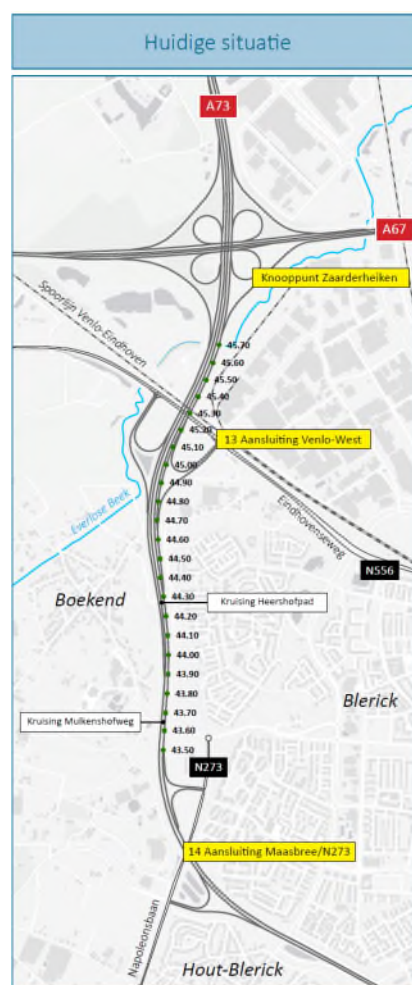 Huidige situatie
A73
A67
Knooppunt Zaarderheiken
Spoorlijn Venlo-Eindhoven
45.70
45.60
45.50
45.40
45.30
45.20
13 Aansluiting Venlo-West
45.10
45.00
44.90
44.80
Eindhovenseweg
Everlose Beek
44.70
44.60
44.50
44.40
N556
Boekend
44.30
Kruising Heershofpad
44.20
44.10
44.00
43.90
43.80
Blerick
43.70
Kruising Mulkenshofweg
43.60
43.50
N273
14 Aansluiting Maasbree/N273
Napoleonsbaan
Hout-Blerick